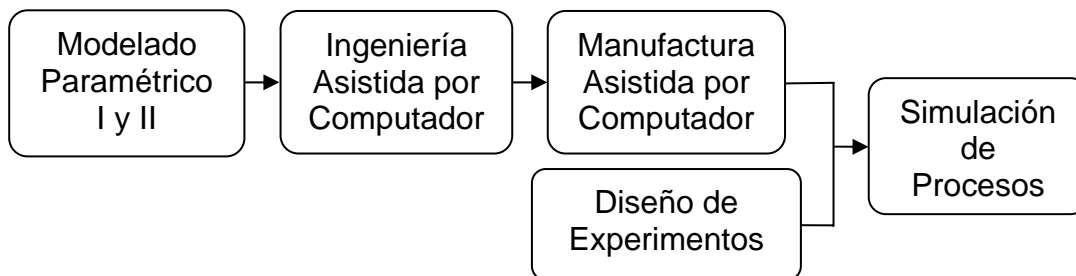 Modelado
Paramétrico
I y II
Ingeniería
Asistida por
Computador
Manufactura
Asistida por
Computador
Diseño de
Experimentos
Simulación
de
Procesos